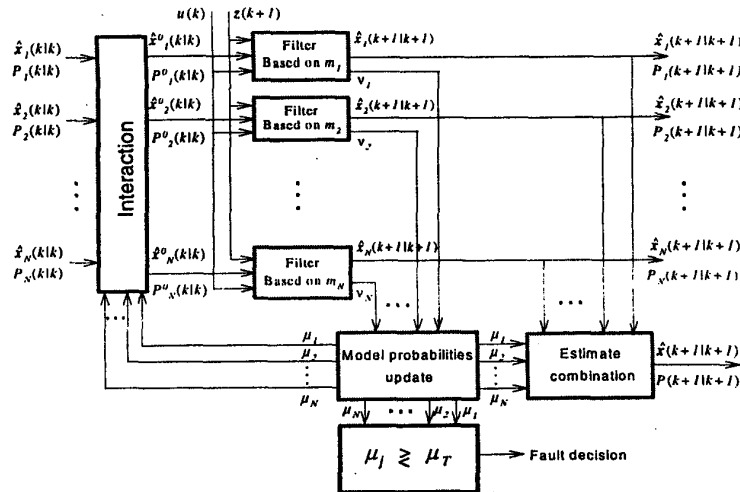 u(k) z(k+1)
x̂₁(k|k) x̂⁰₁(k|k) Filter x̂₁(k+1|k+1) x̂₁(k+1|k+1)
P₁(k|k) P⁰₁(k|k) Based on m₁ ν₁ P₁(k+1|k+1)
x̂₂(k|k) x̂⁰₂(k|k) Filter x̂₂(k+1|k+1) x̂₂(k+1|k+1)
P₂(k|k) P⁰₂(k|k) Based on m₂ ν₂ P₂(k+1|k+1)
Interaction
x̂_N(k|k) x̂⁰_N(k|k) Filter x̂_N(k+1|k+1) x̂_N(k+1|k+1)
P_N(k|k) P⁰_N(k|k) Based on m_N ν_N P_N(k+1|k+1)
μ₁ Model probabilities μ₁ Estimate x̂(k+1|k+1)
μ₂ update μ₂ combination P(k+1|k+1)
μ_N μ_N
μ_N μ₂ μ₁
μ_j ≷ μ_T Fault decision